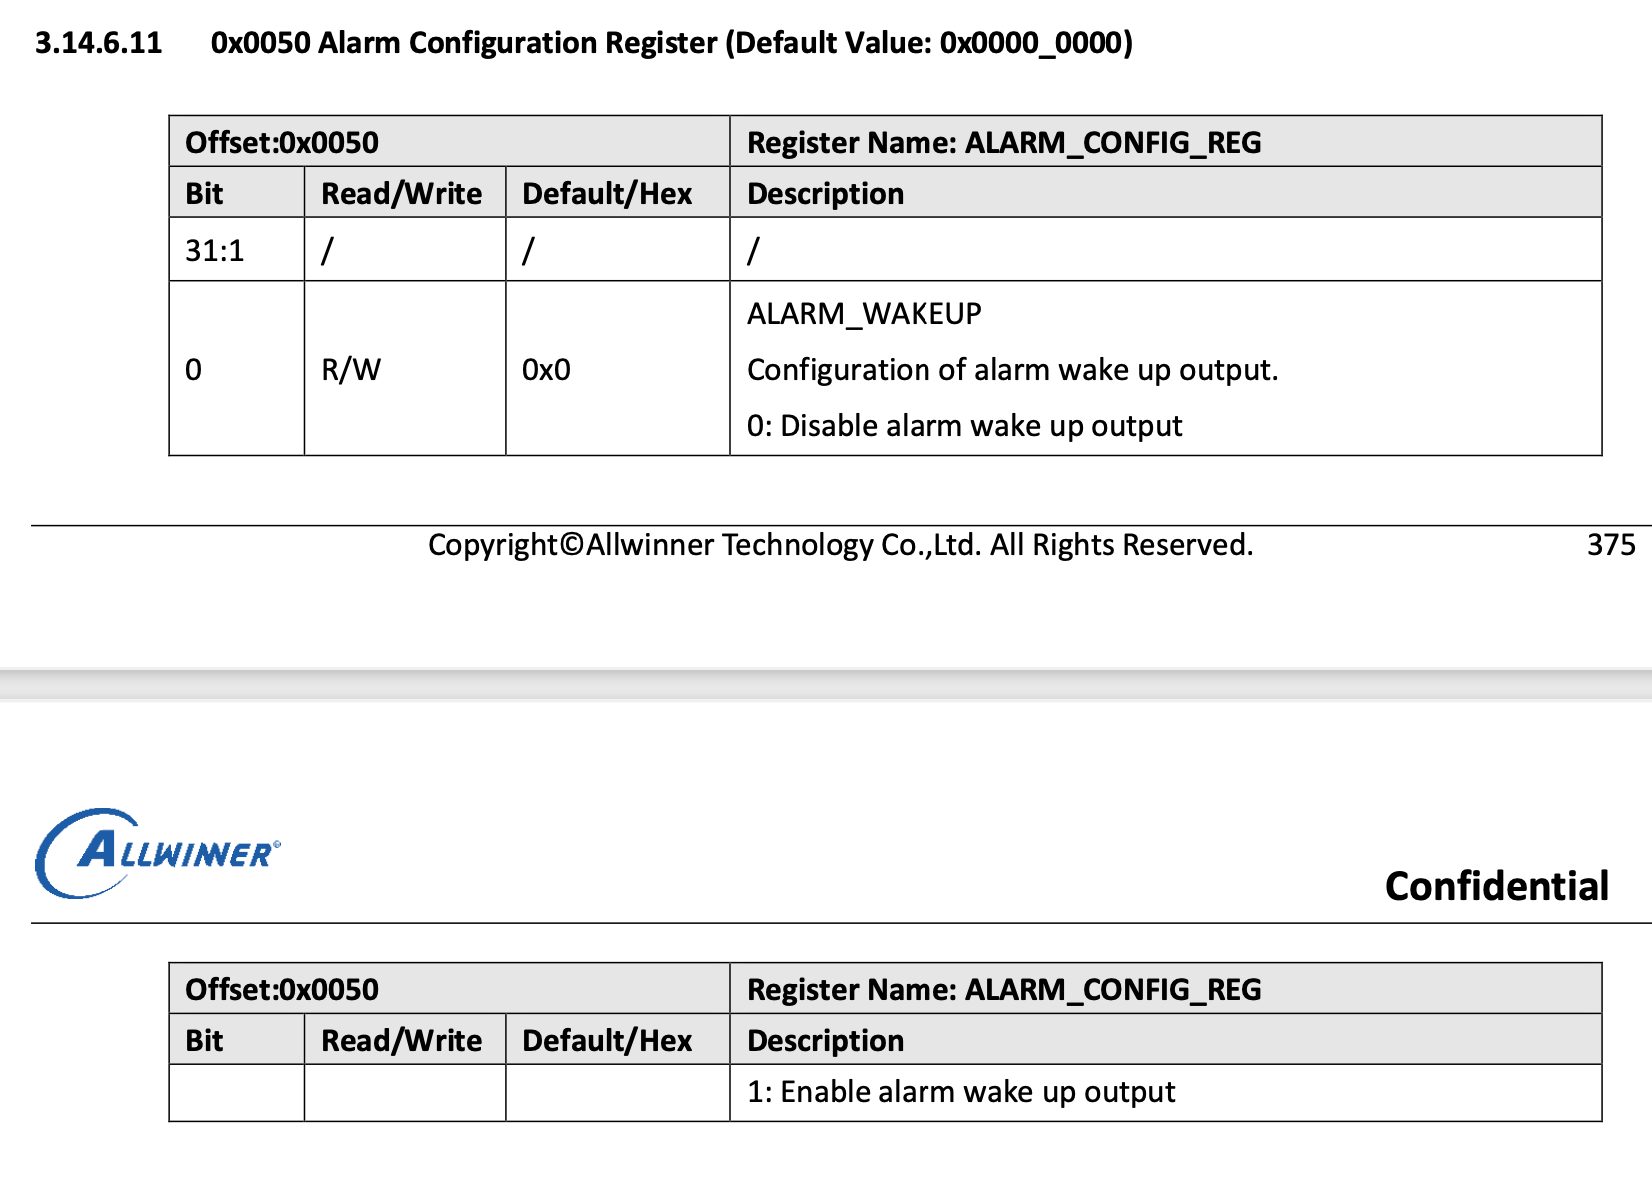 3.14.6.11 0x0050 Alarm Configuration Register (Default Value: 0x0000_0000)
Offset:0x0050 Register Name: ALARM_CONFIG_REG
Bit Read/Write Default/Hex Description
31:1 / / /
0 R/W 0x0 ALARM_WAKEUP
Configuration of alarm wake up output.
0: Disable alarm wake up output
Copyright©Allwinner Technology Co.,Ltd. All Rights Reserved. 375
ALLWINNER®
Confidential
Offset:0x0050 Register Name: ALARM_CONFIG_REG
Bit Read/Write Default/Hex Description
1: Enable alarm wake up output